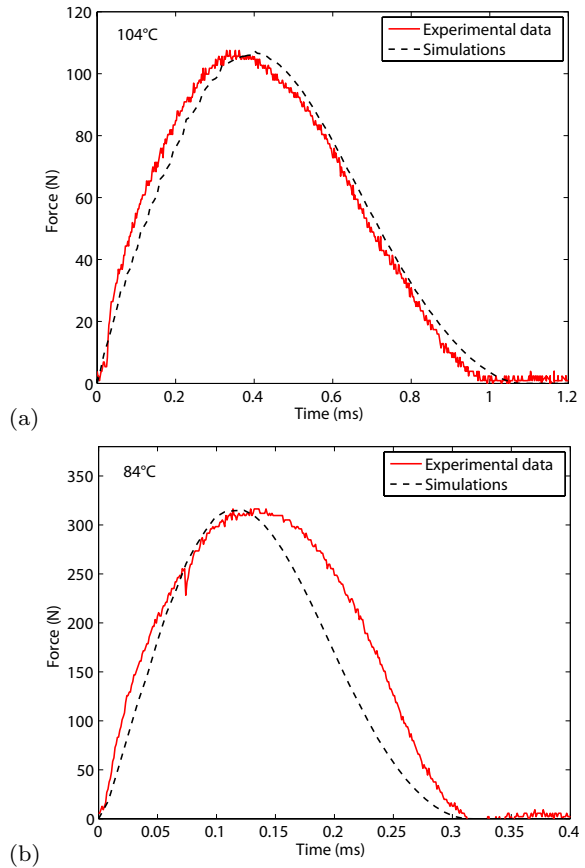 104°C
Experimental data
Simulations
120
100
80
60
40
20
0
Force (N)
0 0.2 0.4 0.6 0.8 1 1.2
Time (ms)
(a)
84°C
Experimental data
Simulations
350
300
250
200
150
100
50
0
Force (N)
0 0.05 0.1 0.15 0.2 0.25 0.3 0.35 0.4
Time (ms)
(b)